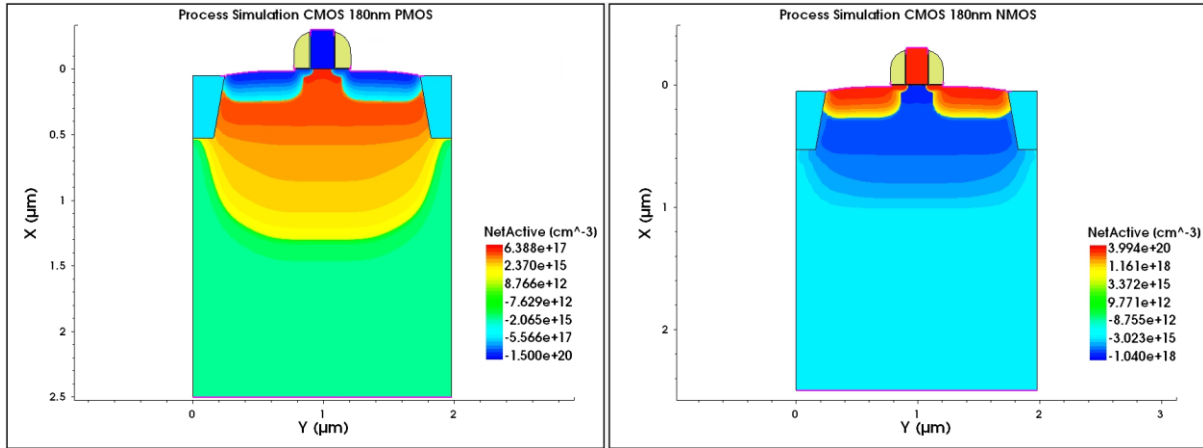 Process Simulation CMOS 180nm PMOS
0
0.5
1
1.5
2
2.5
X (µm)
0
1
2
Y (µm)
NetActive (cm^-3)
6.388e+17
2.370e+15
8.766e+12
-7.629e+12
-2.065e+15
-5.566e+17
-1.500e+20
Process Simulation CMOS 180nm NMOS
0
1
2
X (µm)
0
1
2
3
Y (µm)
NetActive (cm^-3)
3.994e+20
1.161e+18
3.372e+15
9.771e+12
-8.755e+12
-3.023e+15
-1.040e+18